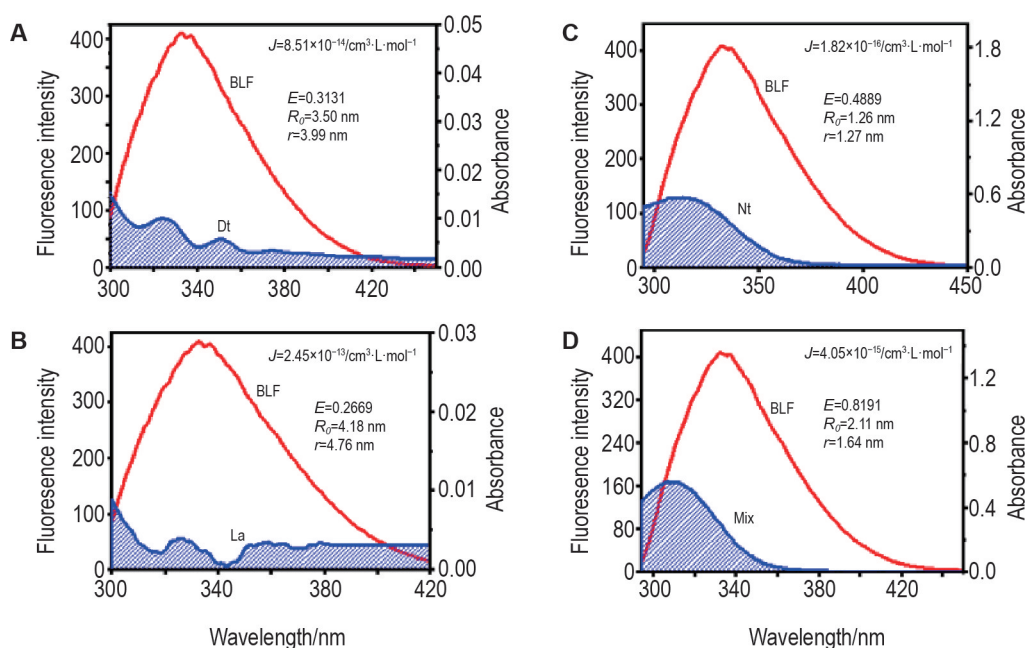 A
J=8.51×10⁻¹⁴/cm³·L·mol⁻¹
BLF
E=0.3131
R₀=3.50 nm
r=3.99 nm
Dt
Fluoresence intensity
400
300
200
100
0
Absorbance
0.05
0.04
0.03
0.02
0.01
0.00
300
340
380
420
B
J=2.45×10⁻¹³/cm³·L·mol⁻¹
BLF
E=0.2669
R₀=4.18 nm
r=4.76 nm
La
Fluoresence intensity
400
300
200
100
0
Absorbance
0.03
0.02
0.01
0.00
300
340
380
420
Wavelength/nm
C
J=1.82×10⁻¹⁶/cm³·L·mol⁻¹
BLF
E=0.4889
R₀=1.26 nm
r=1.27 nm
Nt
Fluoresence intensity
400
300
200
100
0
Absorbance
1.8
1.2
0.6
0.0
300
350
400
450
D
J=4.05×10⁻¹⁵/cm³·L·mol⁻¹
BLF
E=0.8191
R₀=2.11 nm
r=1.64 nm
Mix
Fluoresence intensity
400
320
240
160
80
0
Absorbance
1.2
0.8
0.4
0.0
300
340
380
420
Wavelength/nm